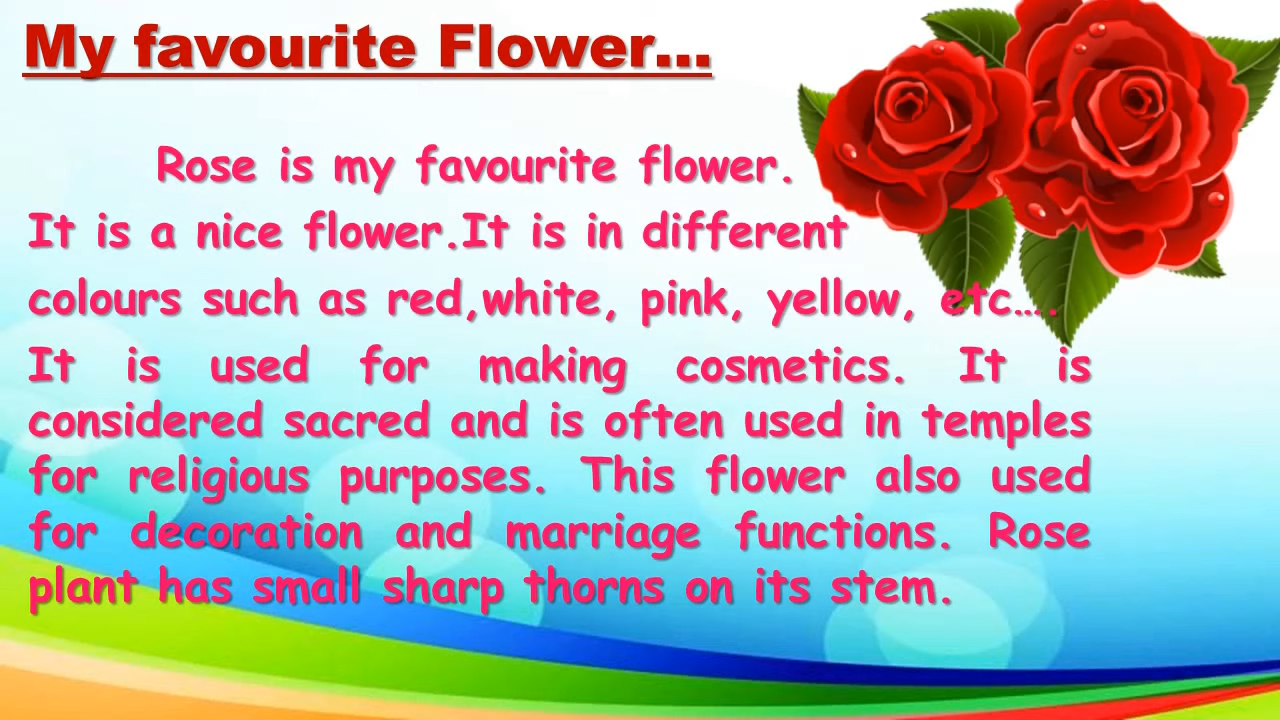 My favourite Flower...
Rose is my favourite flower.
It is a nice flower.It is in different
colours such as red,white, pink, yellow, etc....
It is used for making cosmetics. It is
considered sacred and is often used in temples
for religious purposes. This flower also used
for decoration and marriage functions. Rose
plant has small sharp thorns on its stem.